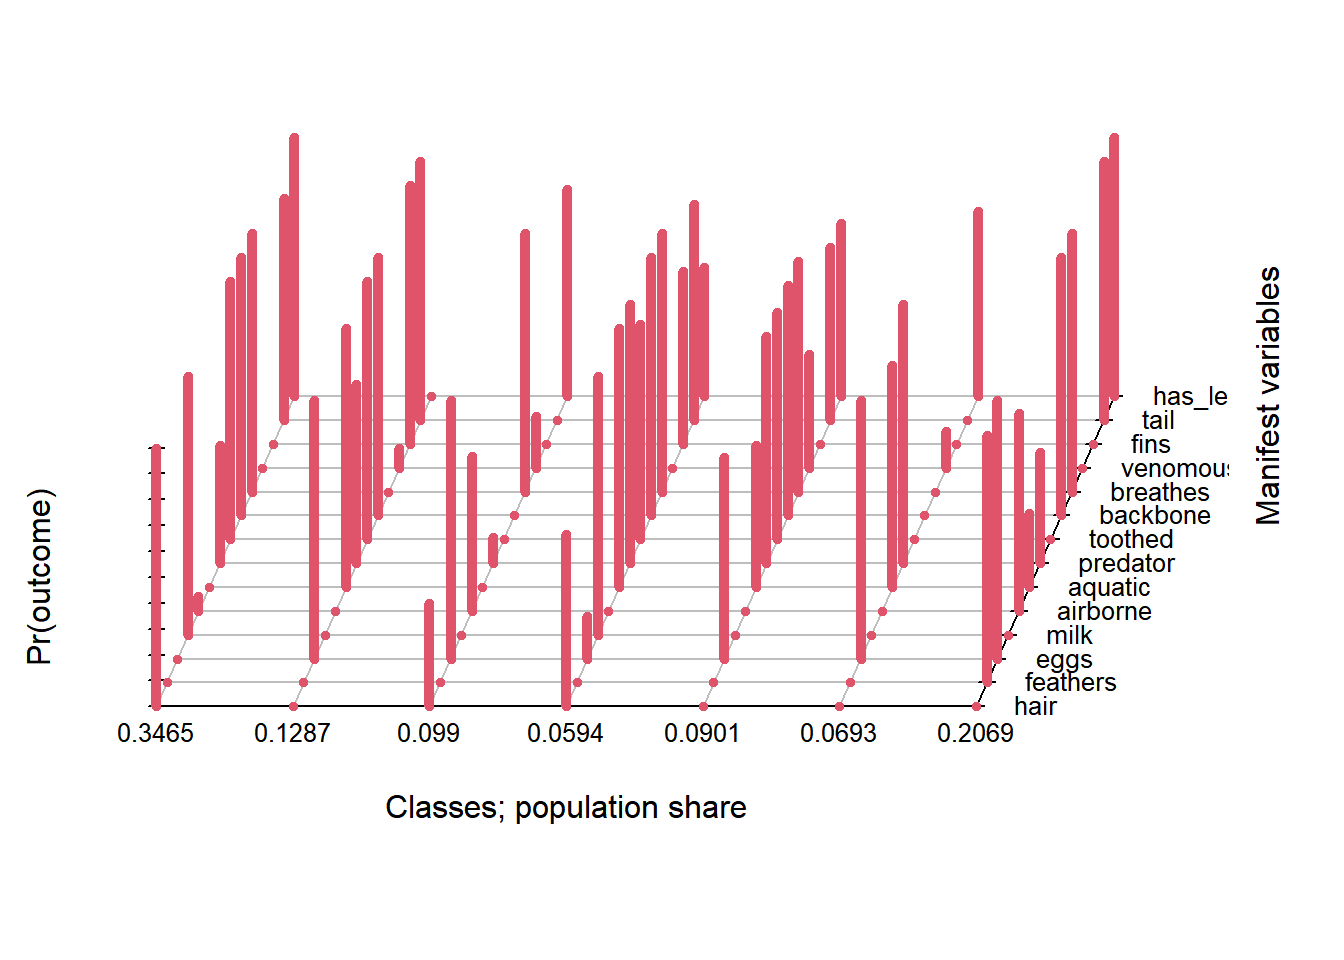 Pr(outcome)
Manifest variables
has_le
tail
fins
venomous
breathes
backbone
toothed
predator
aquatic
airborne
milk
eggs
feathers
hair
0.3465 0.1287 0.099 0.0594 0.0901 0.0693 0.2069
Classes; population share